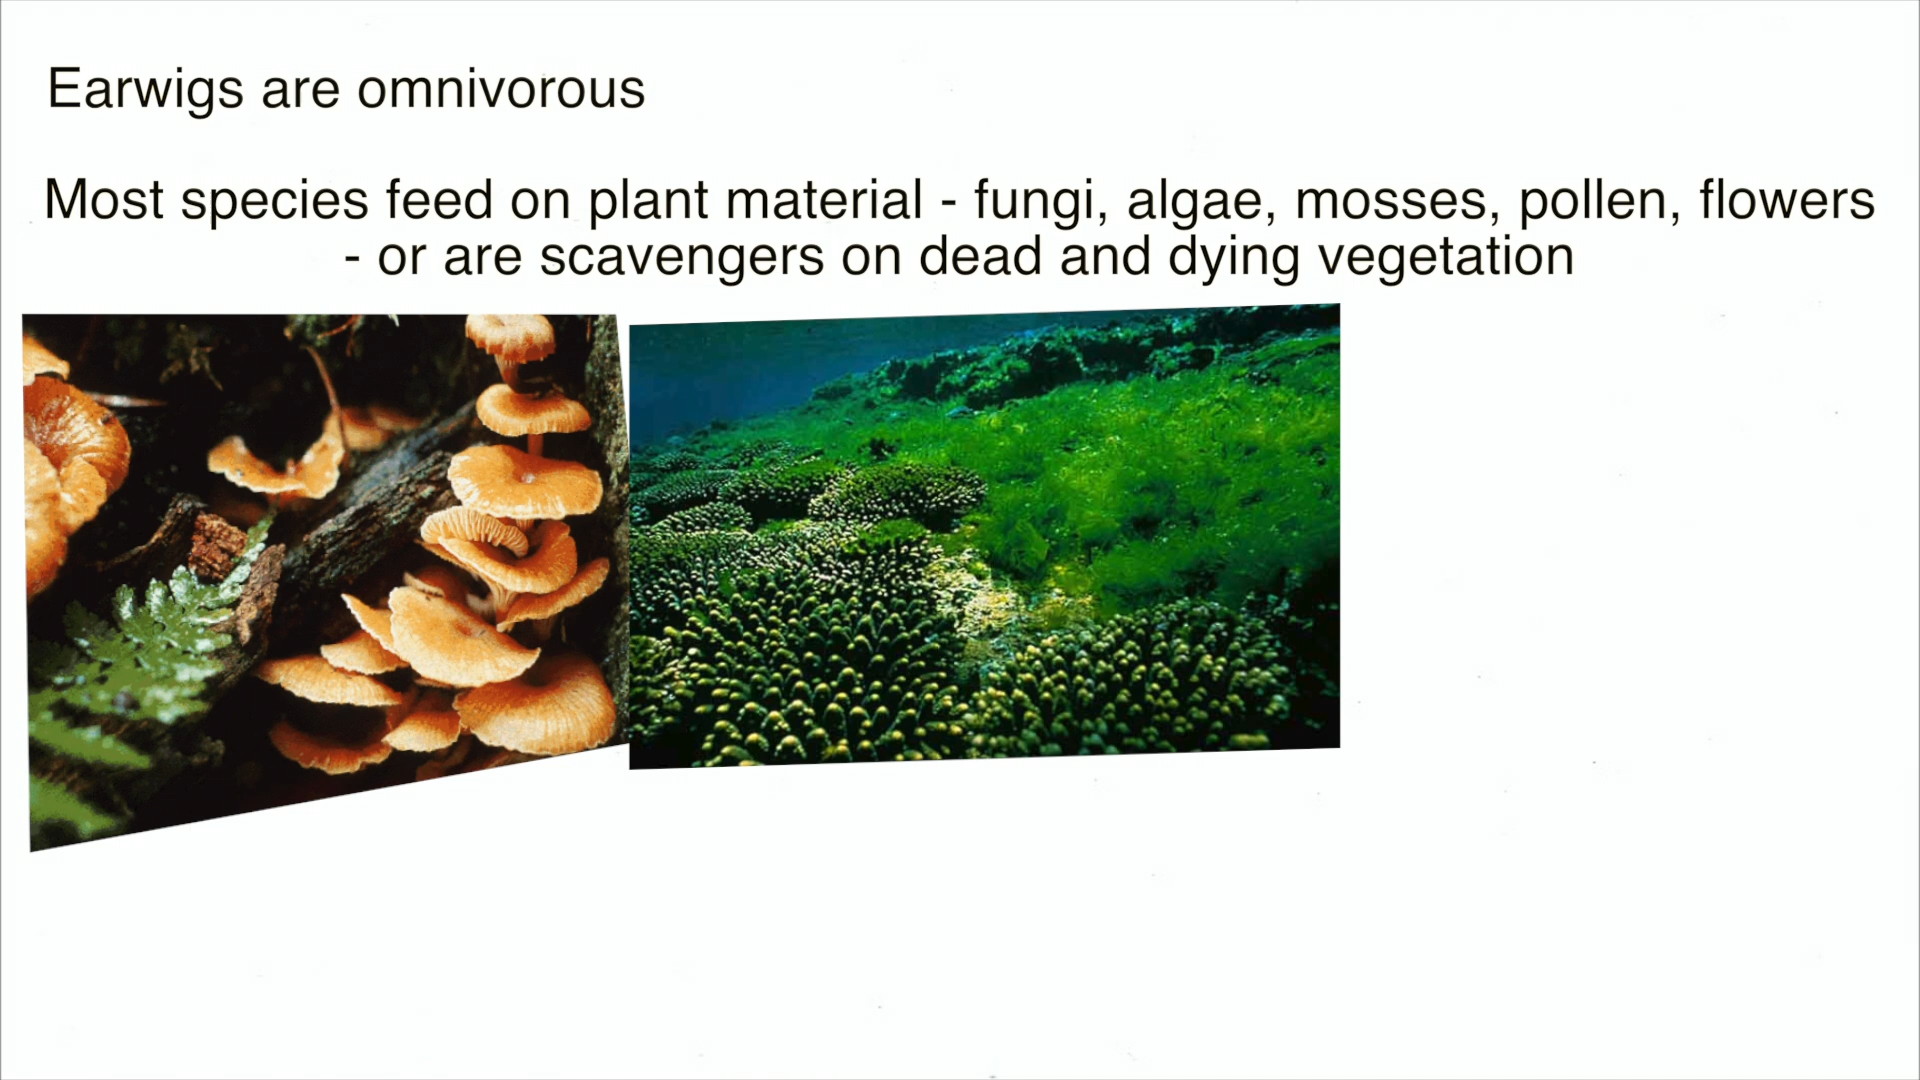 Earwigs are omnivorous
Most species feed on plant material - fungi, algae, mosses, pollen, flowers
- or are scavengers on dead and dying vegetation